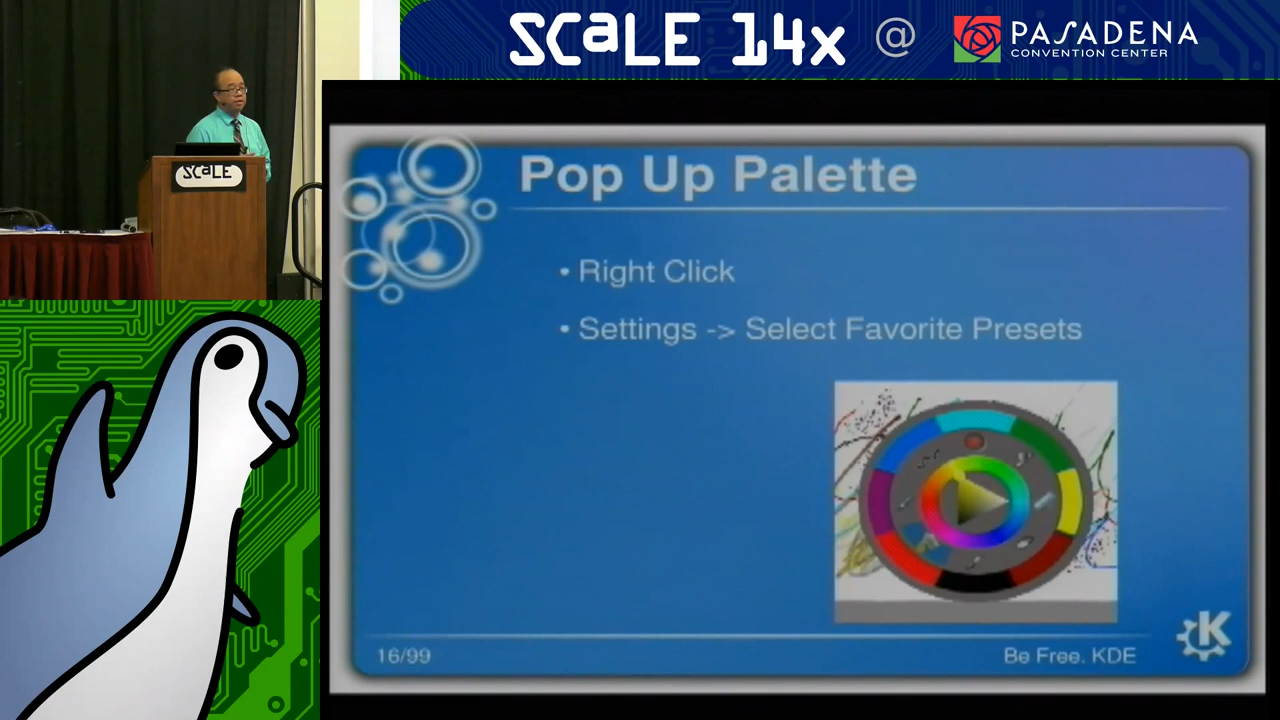 SCaLE 14x @ PASADENA
CONVENTION CENTER
SCaLE
Pop Up Palette
• Right Click
• Settings -> Select Favorite Presets
16/99
Be Free. KDE